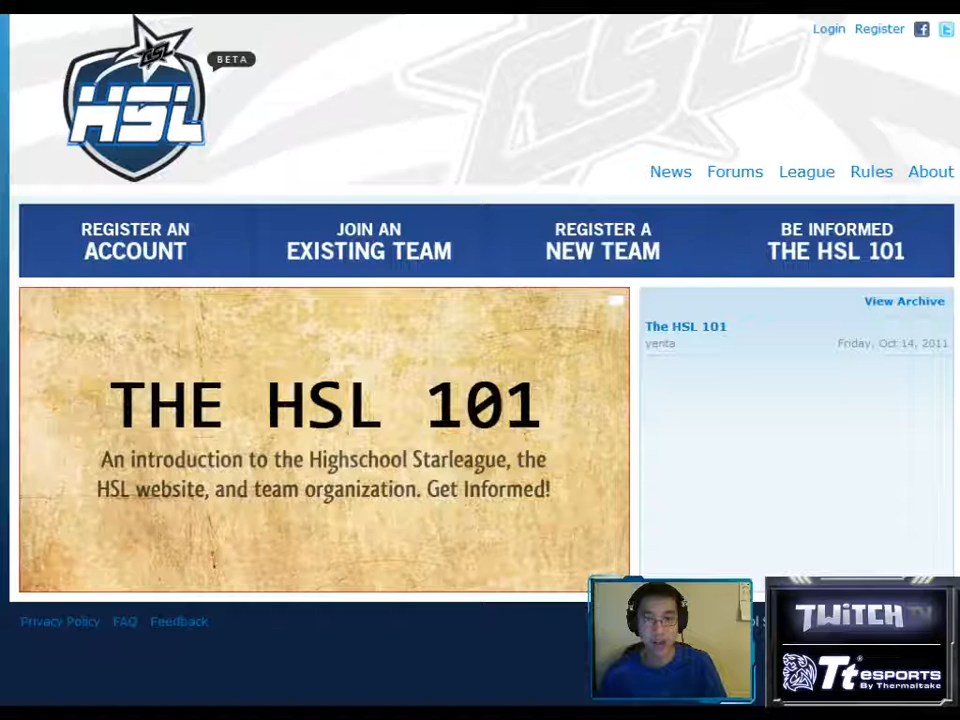 Login Register
CSL
HSL
BETA
CSL
News Forums League Rules About
REGISTER AN
ACCOUNT
JOIN AN
EXISTING TEAM
REGISTER A
NEW TEAM
BE INFORMED
THE HSL 101
THE HSL 101
An introduction to the Highschool Starleague, the
HSL website, and team organization. Get Informed!
View Archive
The HSL 101
yenta Friday, Oct 14, 2011
Privacy Policy FAQ Feedback
TWiTCH TV
Tt eSPORTS
By Thermaltake